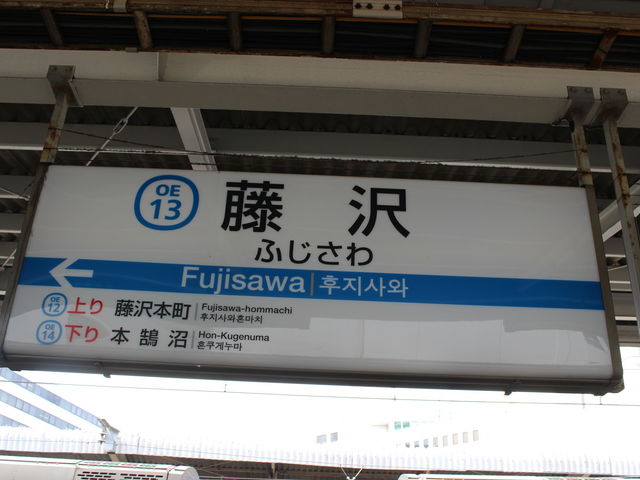 OE 13 藤 沢
ふじさわ
← Fujisawa | 후지사와
OE 12 上り 藤沢本町 Fujisawa-hommachi
후지사와혼마치
OE 14 下り 本 鵠 沼 Hon-Kugenuma
혼쿠게누마